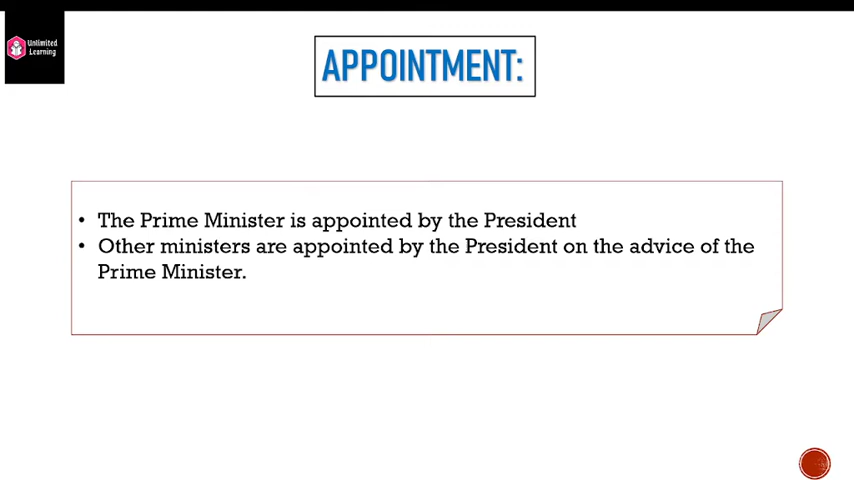 Unlimited
Learning
APPOINTMENT:
• The Prime Minister is appointed by the President
• Other ministers are appointed by the President on the advice of the
Prime Minister.